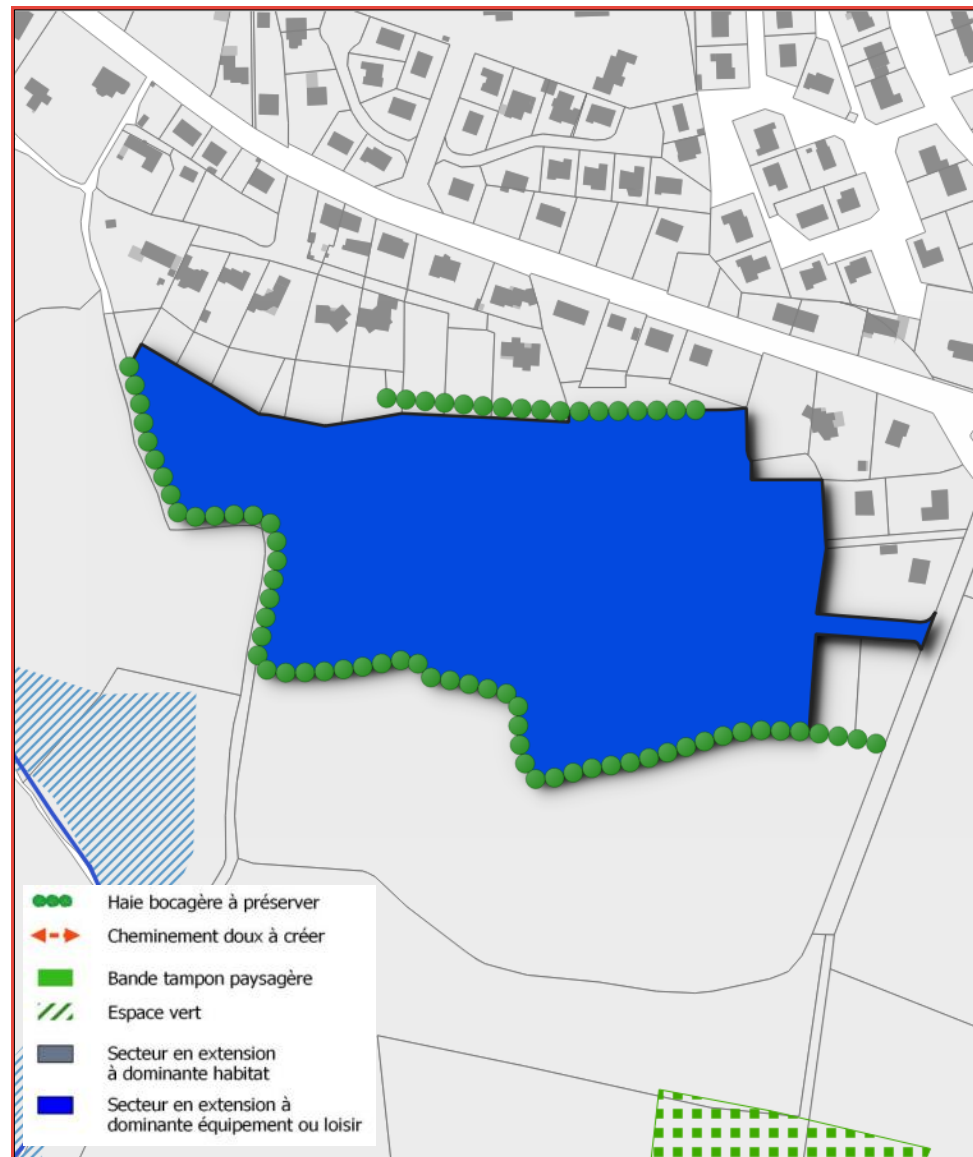 Haie bocagère à préserver
Cheminement doux à créer
Bande tampon paysagère
Espace vert
Secteur en extension
à dominante habitat
Secteur en extension à
dominante équipement ou loisir